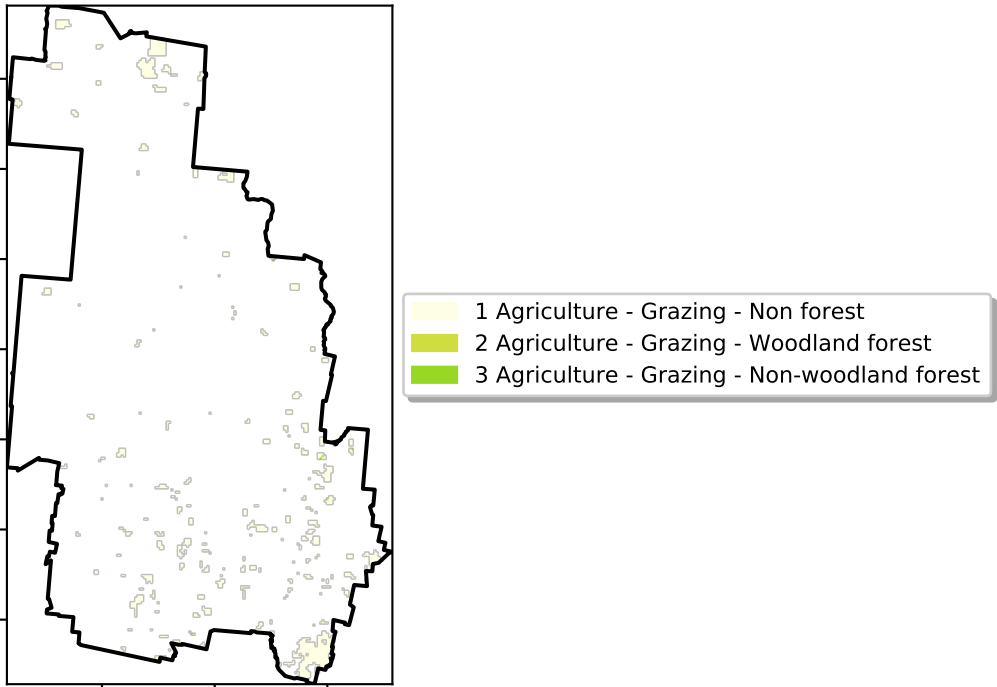 1 Agriculture - Grazing - Non forest
2 Agriculture - Grazing - Woodland forest
3 Agriculture - Grazing - Non-woodland forest